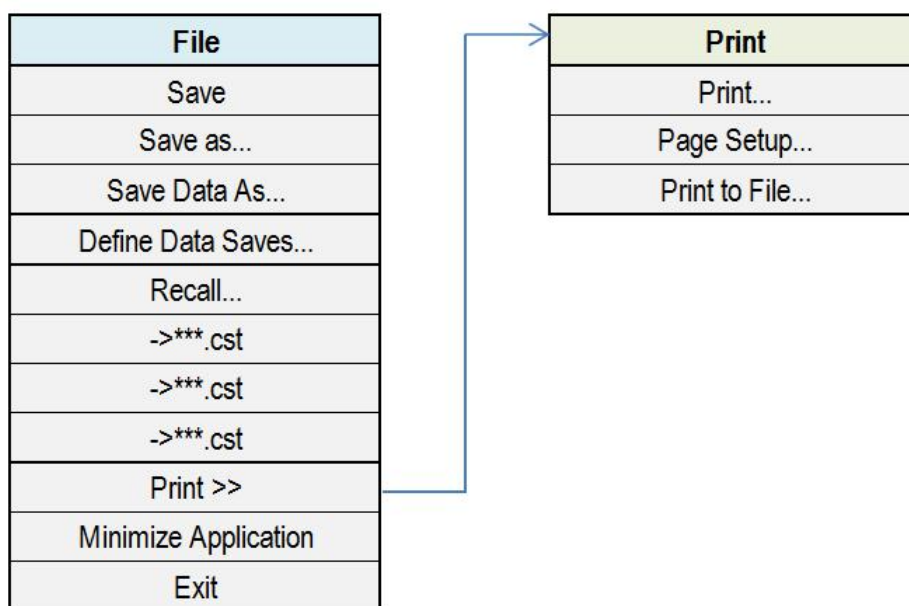 File
Save
Save as...
Save Data As...
Define Data Saves...
Recall...
->***.cst
->***.cst
->***.cst
Print >>
Minimize Application
Exit
Print
Print...
Page Setup...
Print to File...